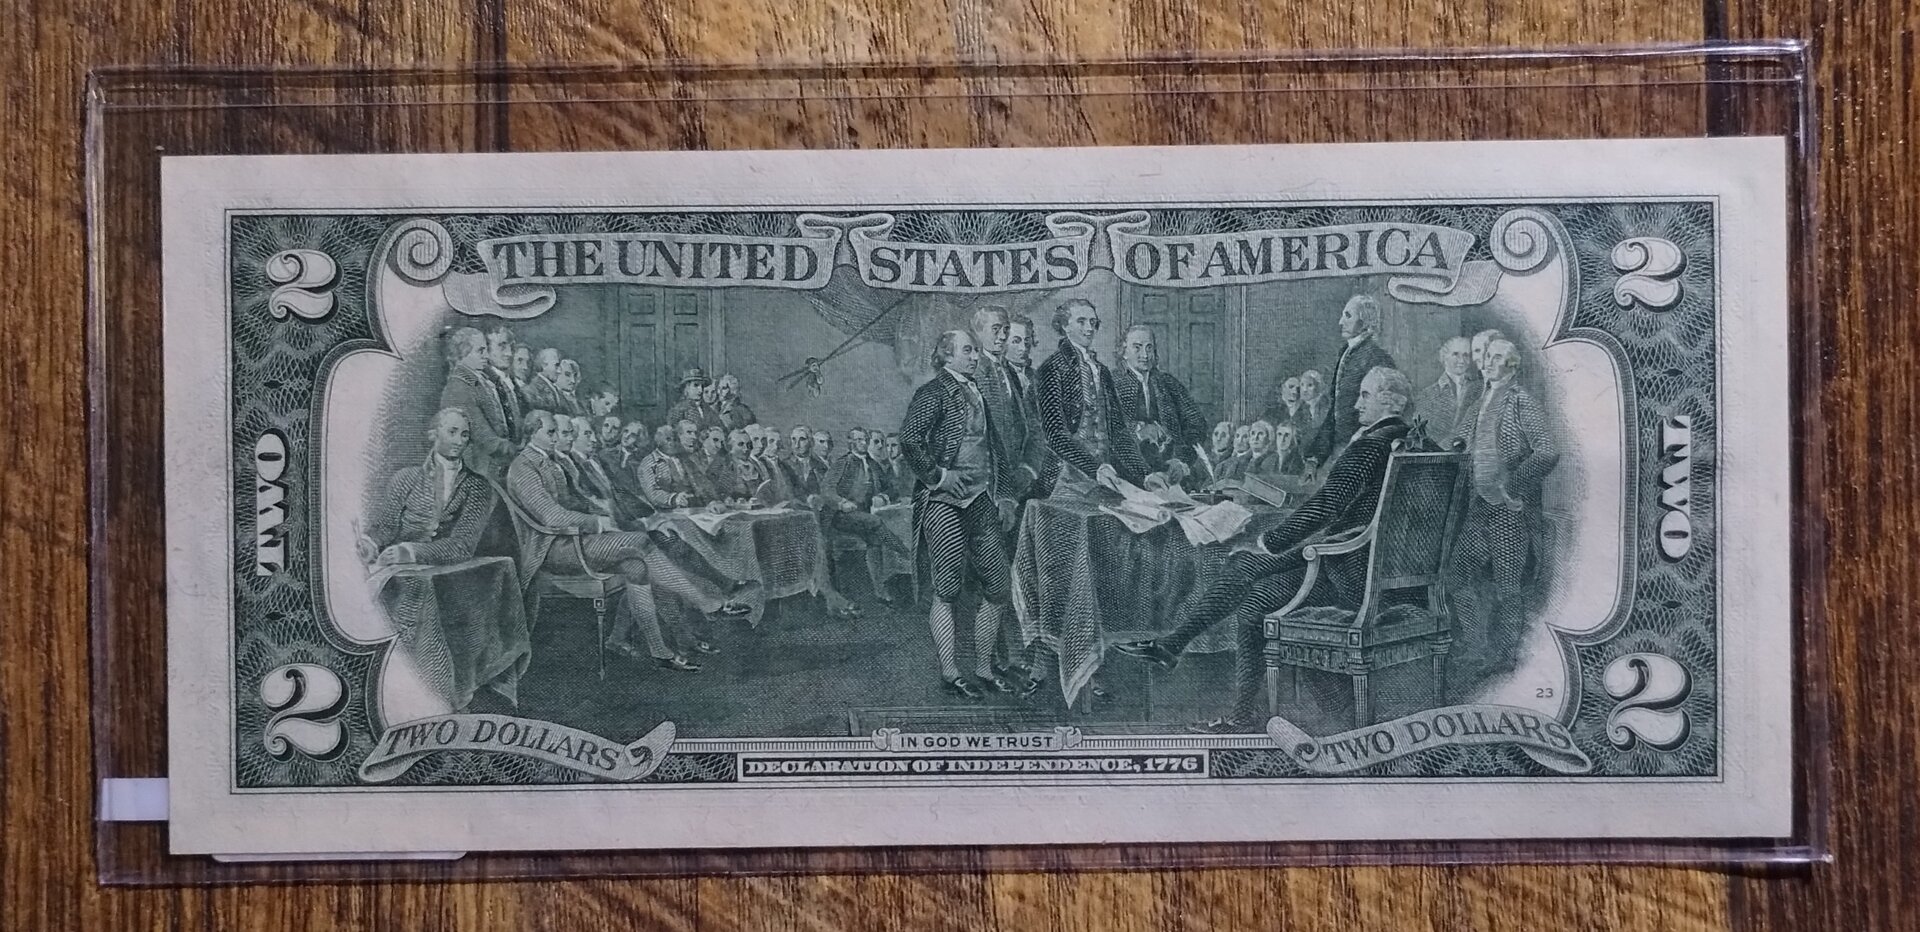 THE UNITED STATES OF AMERICA
2
2
TWO
TWO
23
2
2
TWO DOLLARS
IN GOD WE TRUST
TWO DOLLARS
DECLARATION OF INDEPENDENCE, 1776